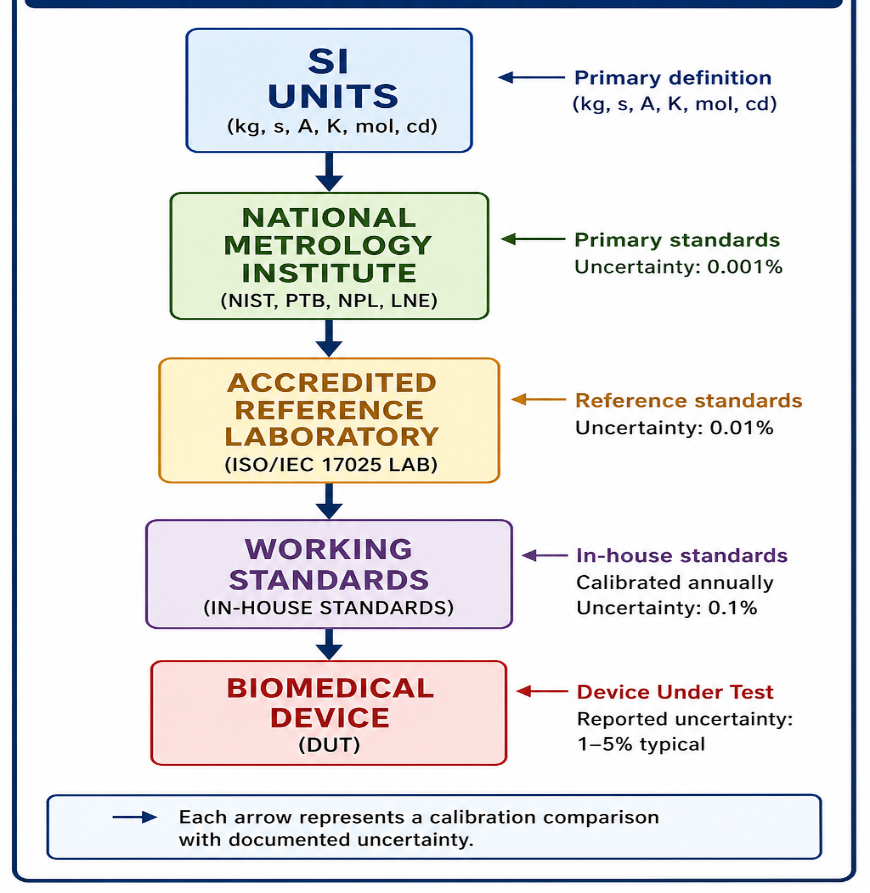 SI
UNITS
(kg, s, A, K, mol, cd)
Primary definition
(kg, s, A, K, mol, cd)
NATIONAL
METROLOGY
INSTITUTE
(NIST, PTB, NPL, LNE)
Primary standards
Uncertainty: 0.001%
ACCREDITED
REFERENCE
LABORATORY
(ISO/IEC 17025 LAB)
Reference standards
Uncertainty: 0.01%
WORKING
STANDARDS
(IN-HOUSE STANDARDS)
In-house standards
Calibrated annually
Uncertainty: 0.1%
BIOMEDICAL
DEVICE
(DUT)
Device Under Test
Reported uncertainty:
1–5% typical
Each arrow represents a calibration comparison
with documented uncertainty.